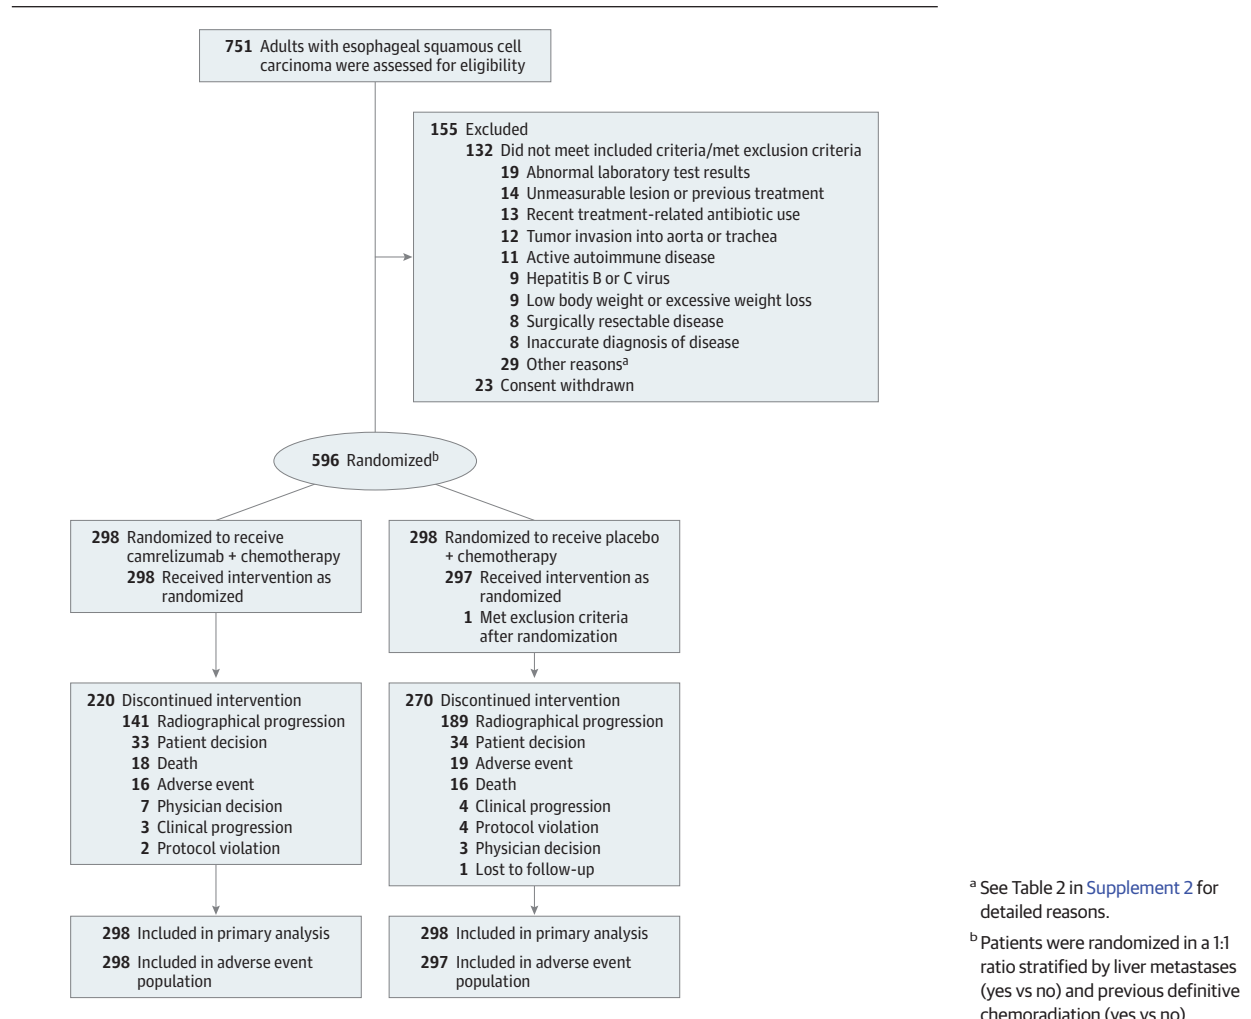 751 Adults with esophageal squamous cell
carcinoma were assessed for eligibility
155 Excluded
132 Did not meet included criteria/met exclusion criteria
19 Abnormal laboratory test results
14 Unmeasurable lesion or previous treatment
13 Recent treatment-related antibiotic use
12 Tumor invasion into aorta or trachea
11 Active autoimmune disease
9 Hepatitis B or C virus
9 Low body weight or excessive weight loss
8 Surgically resectable disease
8 Inaccurate diagnosis of disease
29 Other reasonsa
23 Consent withdrawn
596 Randomizedb
298 Randomized to receive
camrelizumab + chemotherapy
298 Received intervention as
randomized
298 Randomized to receive placebo
+ chemotherapy
297 Received intervention as
randomized
1 Met exclusion criteria
after randomization
220 Discontinued intervention
141 Radiographical progression
33 Patient decision
18 Death
16 Adverse event
7 Physician decision
3 Clinical progression
2 Protocol violation
270 Discontinued intervention
189 Radiographical progression
34 Patient decision
19 Adverse event
16 Death
4 Clinical progression
4 Protocol violation
3 Physician decision
1 Lost to follow-up
298 Included in primary analysis
298 Included in adverse event
population
298 Included in primary analysis
297 Included in adverse event
population
a See Table 2 in Supplement 2 for
detailed reasons.
b Patients were randomized in a 1:1
ratio stratified by liver metastases
(yes vs no) and previous definitive
chemoradiation (yes vs no)